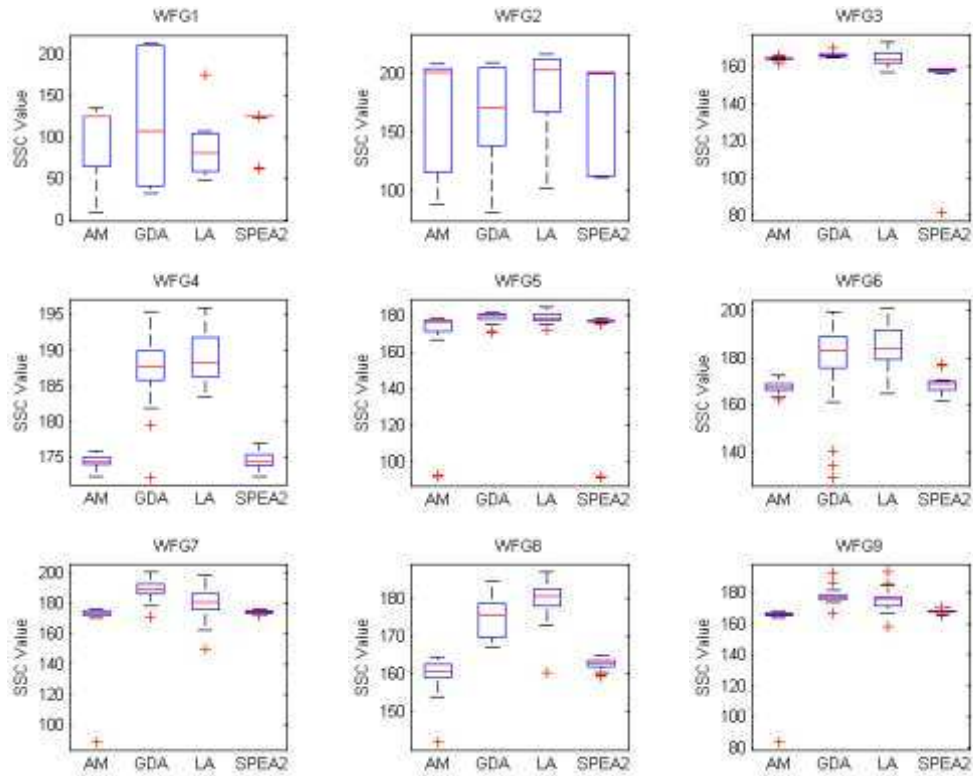 WFG1
SSC Value
200
150
100
50
0
AM GDA LA SPEA2
WFG2
SSC Value
200
150
100
AM GDA LA SPEA2
WFG3
SSC Value
160
140
120
100
80
AM GDA LA SPEA2
WFG4
SSC Value
195
190
185
180
175
AM GDA LA SPEA2
WFG5
SSC Value
180
160
140
120
100
AM GDA LA SPEA2
WFG6
SSC Value
200
180
160
140
AM GDA LA SPEA2
WFG7
SSC Value
200
180
160
140
120
100
AM GDA LA SPEA2
WFG8
SSC Value
180
170
160
150
AM GDA LA SPEA2
WFG9
SSC Value
180
160
140
120
100
80
AM GDA LA SPEA2